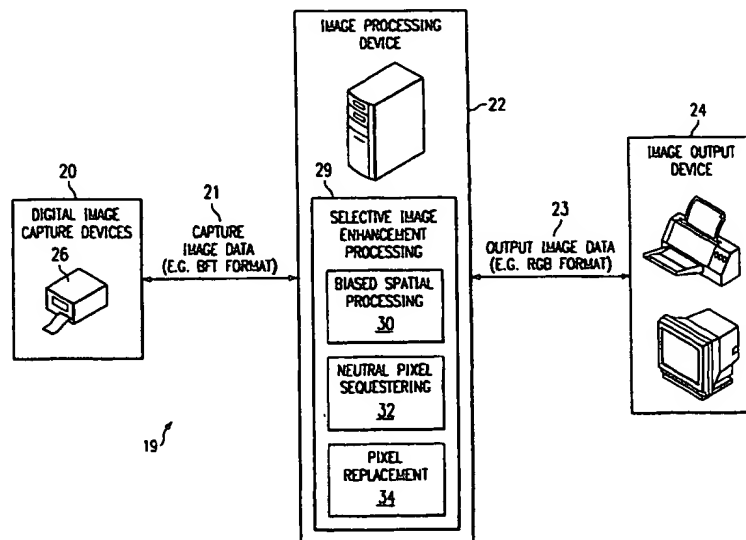 IMAGE PROCESSING
DEVICE
22
24
IMAGE OUTPUT
DEVICE
20
DIGITAL IMAGE
CAPTURE DEVICES
26
21
CAPTURE
IMAGE DATA
(E.G. BFT FORMAT)
29
SELECTIVE IMAGE
ENHANCEMENT
PROCESSING
BIASED SPATIAL
PROCESSING
30
NEUTRAL PIXEL
SEQUESTERING
32
PIXEL
REPLACEMENT
34
23
OUTPUT IMAGE DATA
(E.G. RGB FORMAT)
19